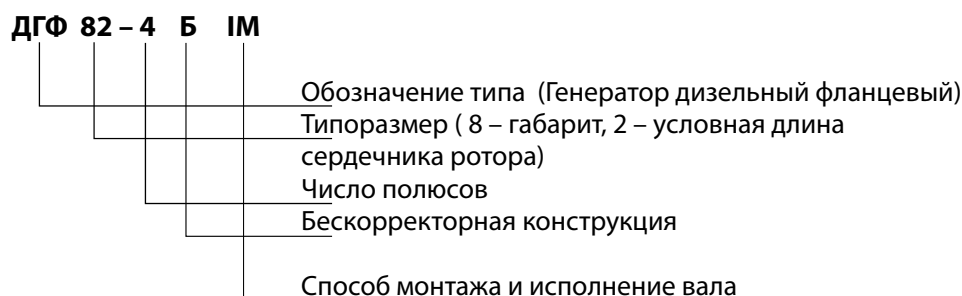 ДГФ 82 – 4 Б IM
Обозначение типа (Генератор дизельный фланцевый)
Типоразмер ( 8 – габарит, 2 – условная длина
сердечника ротора)
Число полюсов
Бескорректорная конструкция
Способ монтажа и исполнение вала